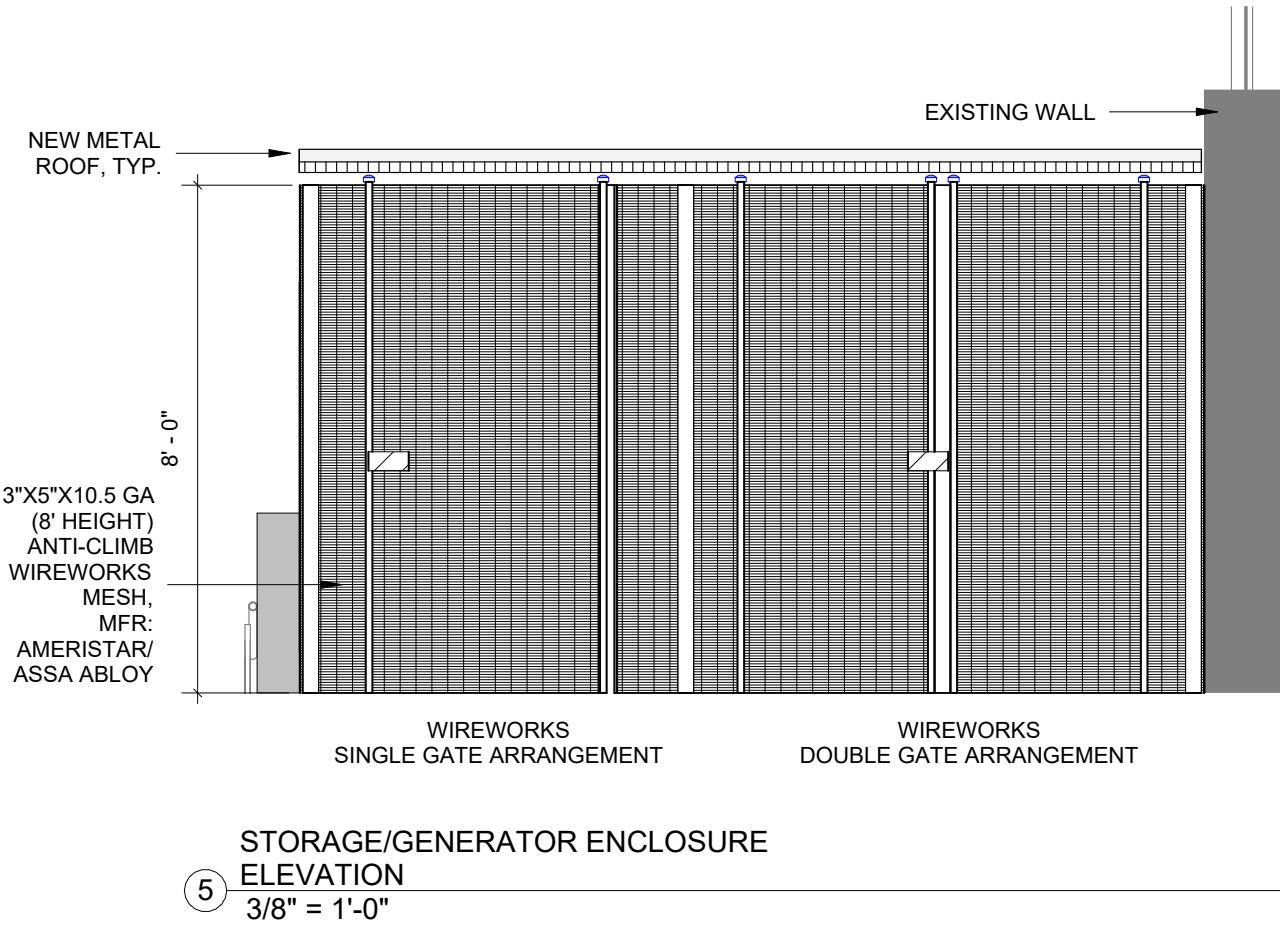 EXISTING WALL
NEW METAL
ROOF, TYP.
8' - 0"
3"X5"X10.5 GA
(8' HEIGHT)
ANTI-CLIMB
WIREWORKS
MESH,
MFR:
AMERISTAR/
ASSA ABLOY
WIREWORKS
SINGLE GATE ARRANGEMENT
WIREWORKS
DOUBLE GATE ARRANGEMENT
STORAGE/GENERATOR ENCLOSURE
ELEVATION
5
3/8" = 1'-0"